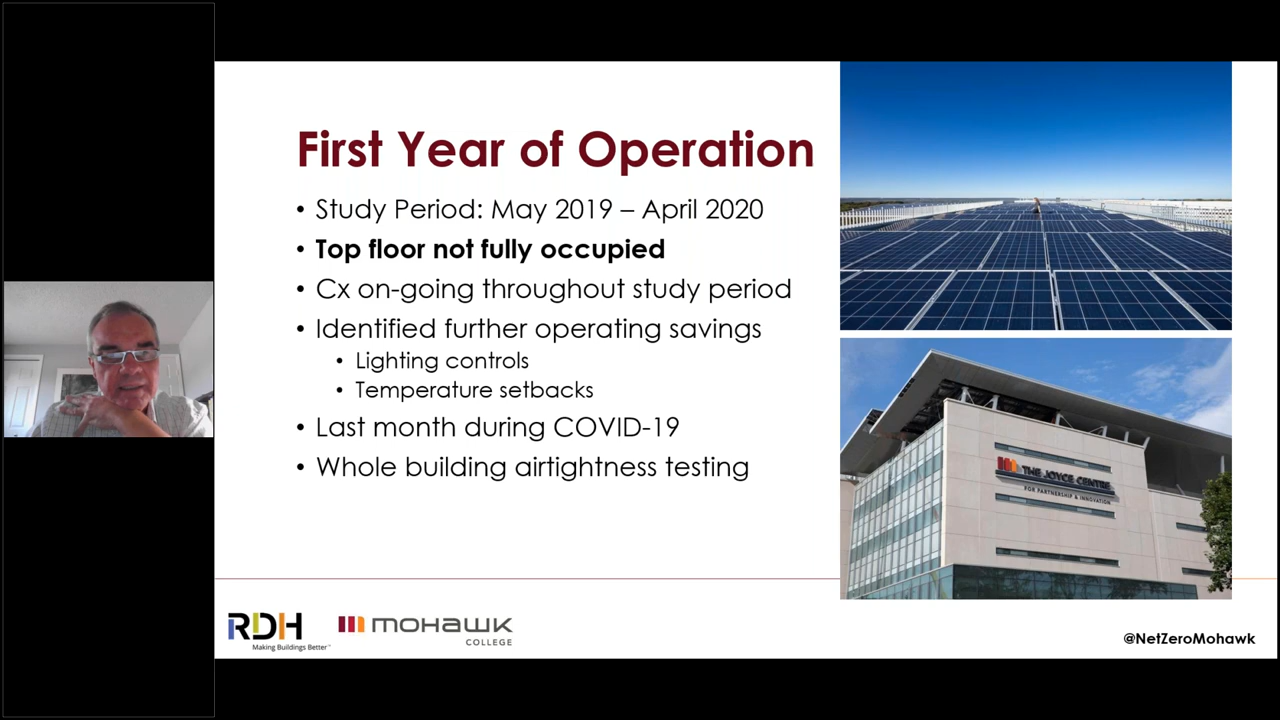 First Year of Operation
• Study Period: May 2019 – April 2020
• Top floor not fully occupied
• Cx on-going throughout study period
• Identified further operating savings
• Lighting controls
• Temperature setbacks
• Last month during COVID-19
• Whole building airtightness testing
THE JOYCE CENTRE
FOR PARTNERSHIP & INNOVATION
RDH
Making Buildings Better™
mohawk
COLLEGE
@NetZeroMohawk